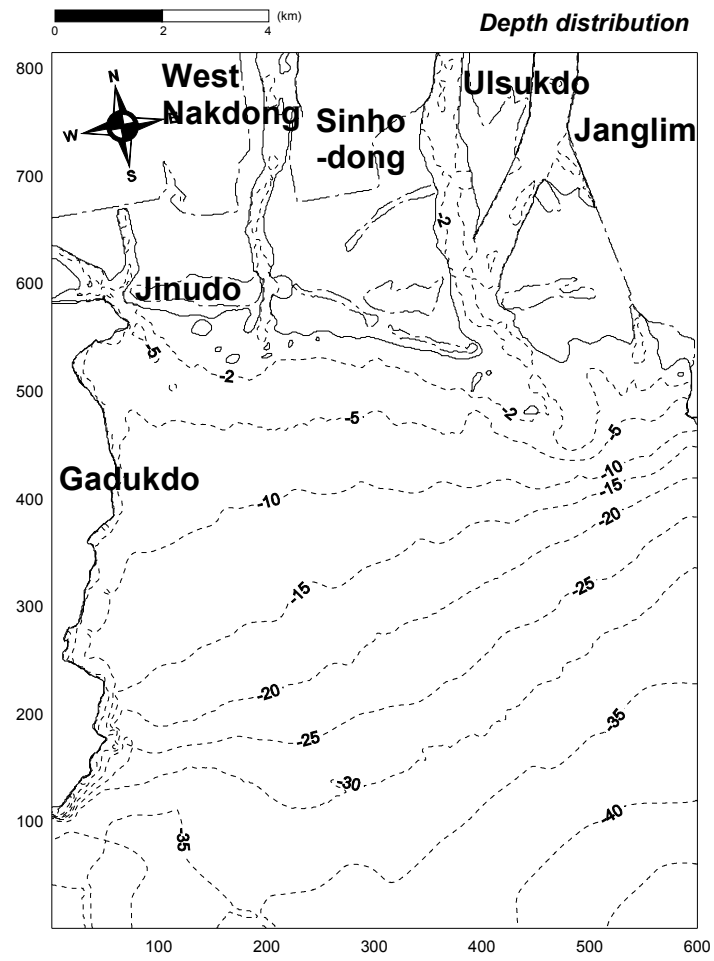 (km)
0 2 4
Depth distribution
800
West
Nakdong
Ulsukdo
Sinho
-dong
Janglim
N
W
E
S
700
-2
600
Jinudo
-5
-2
500
-2
-5
-5
Gadukdo
-10
-10
-15
400
-20
-15
-25
300
-20
200
-25
-35
-30
-40
100
-35
100 200 300 400 500 600